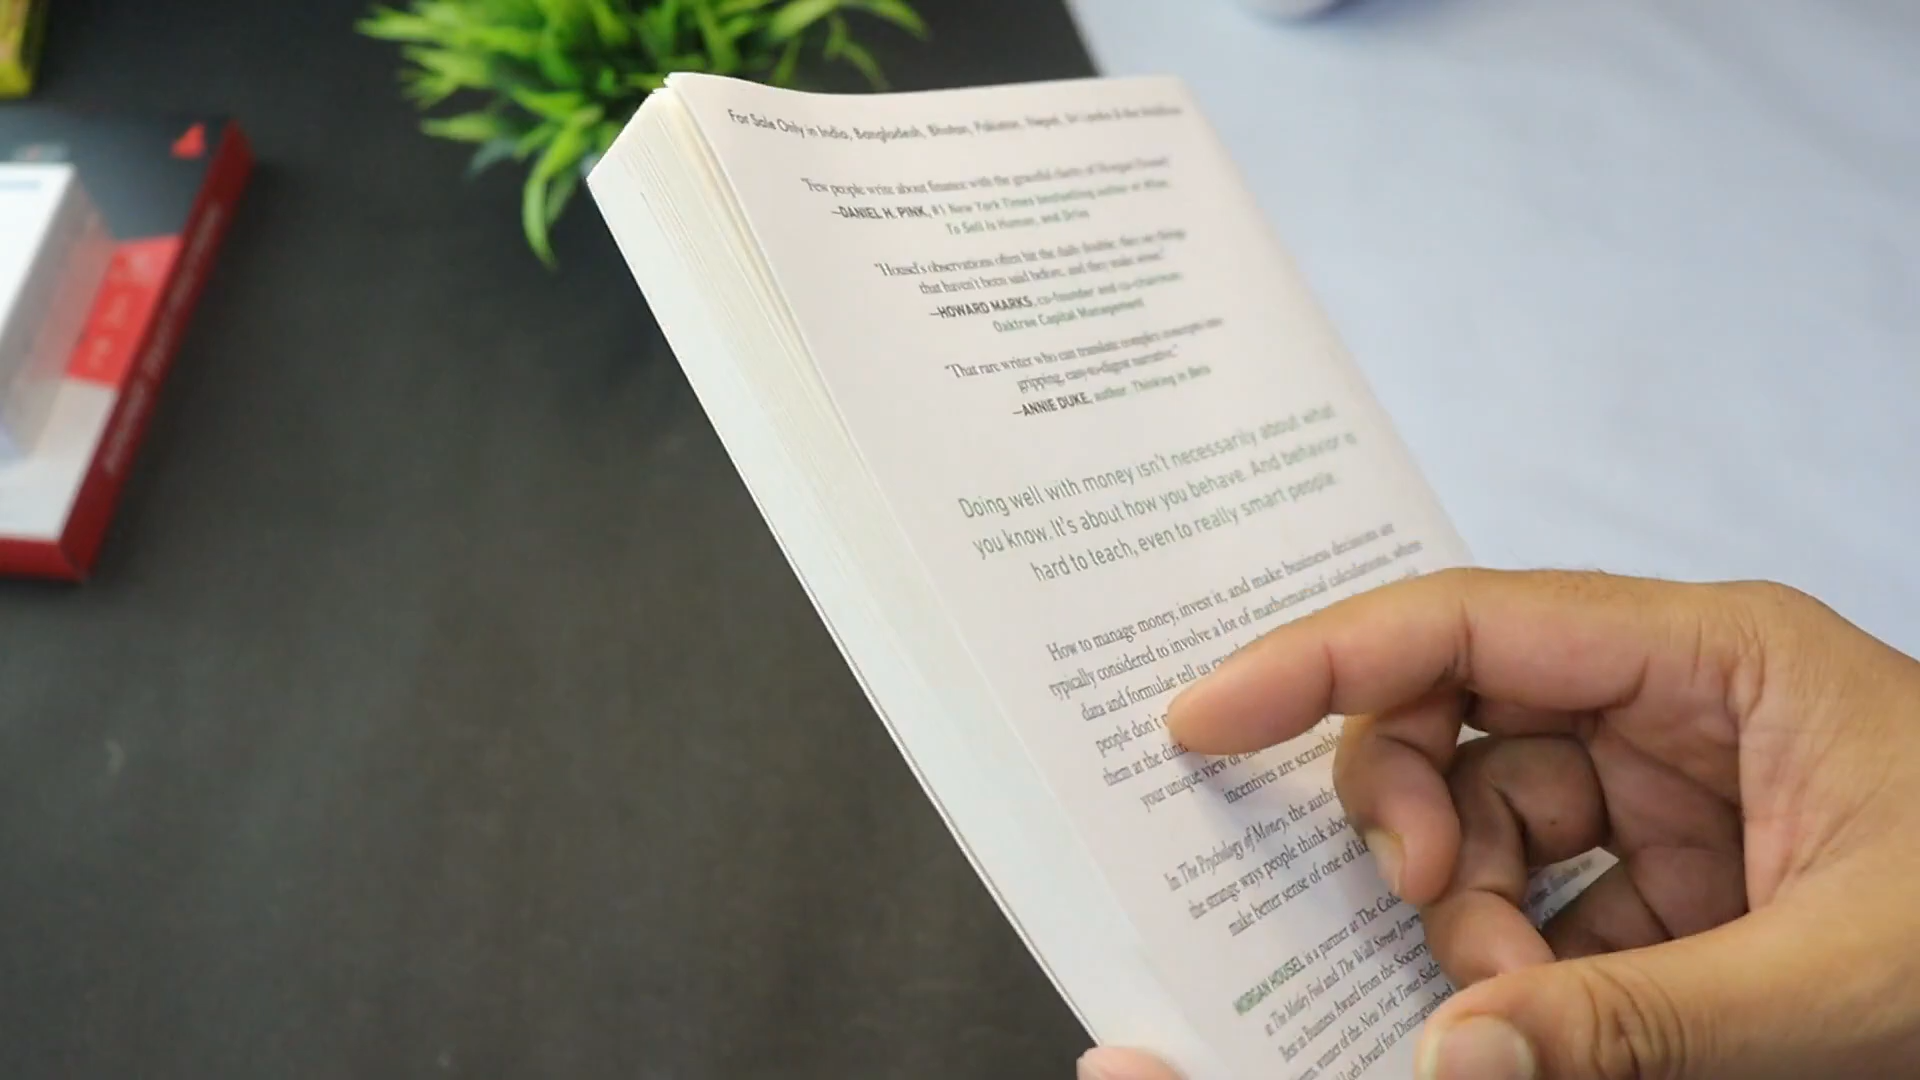 For Sale Only in India, Bangladesh, Bhutan, Pakistan, Nepal, Sri Lanka & the Maldives
"Few people write about finance with the graceful clarity of Morgan Housel."
—DANIEL H. PINK, #1 New York Times bestselling author of When,
To Sell Is Human, and Drive
"Housel's observations often hit the daily double: they say things
that haven't been said before, and they make sense."
—HOWARD MARKS, co-founder and co-chairman,
Oaktree Capital Management
"That rare writer who can translate complex concepts into
gripping, easy-to-digest narrative."
—ANNIE DUKE, author, Thinking in Bets
Doing well with money isn't necessarily about what
you know. It's about how you behave. And behavior is
hard to teach, even to really smart people.
How to manage money, invest it, and make business decisions are
typically considered to involve a lot of mathematical calculations, where
data and formulae tell us
people don't
them at the
your unique view of
incentives are
In The Psychology of Money, the
the strange ways people think
make better sense of one of
MORGAN HOUSEL is a partner at The
at The Motley Fool and The Wall Street
Best in Business Award from the Society
winner of the New York Times
Award for Distinguished